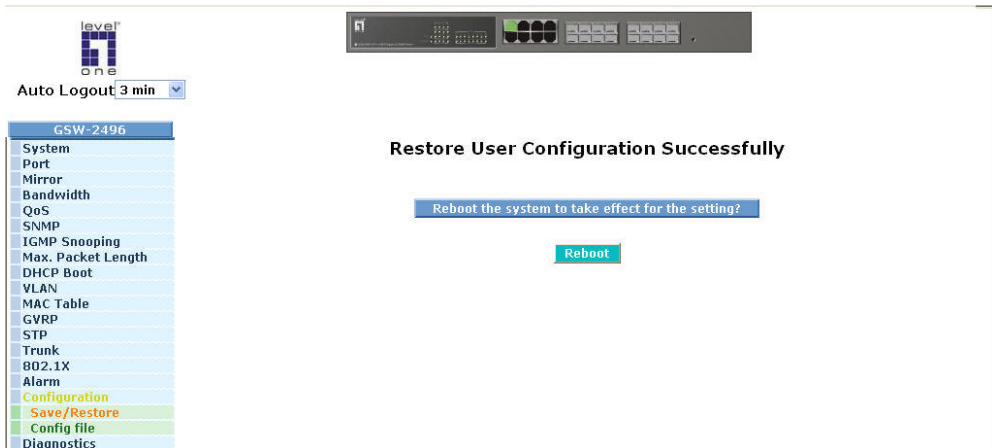 level
one
Auto Logout 3 min
GSW-2496
System
Port
Mirror
Bandwidth
QoS
SNMP
IGMP Snooping
Max. Packet Length
DHCP Boot
VLAN
MAC Table
GVRP
STP
Trunk
802.1X
Alarm
Configuration
Save/Restore
Config file
Diagnostics
Restore User Configuration Successfully
Reboot the system to take effect for the setting?
Reboot